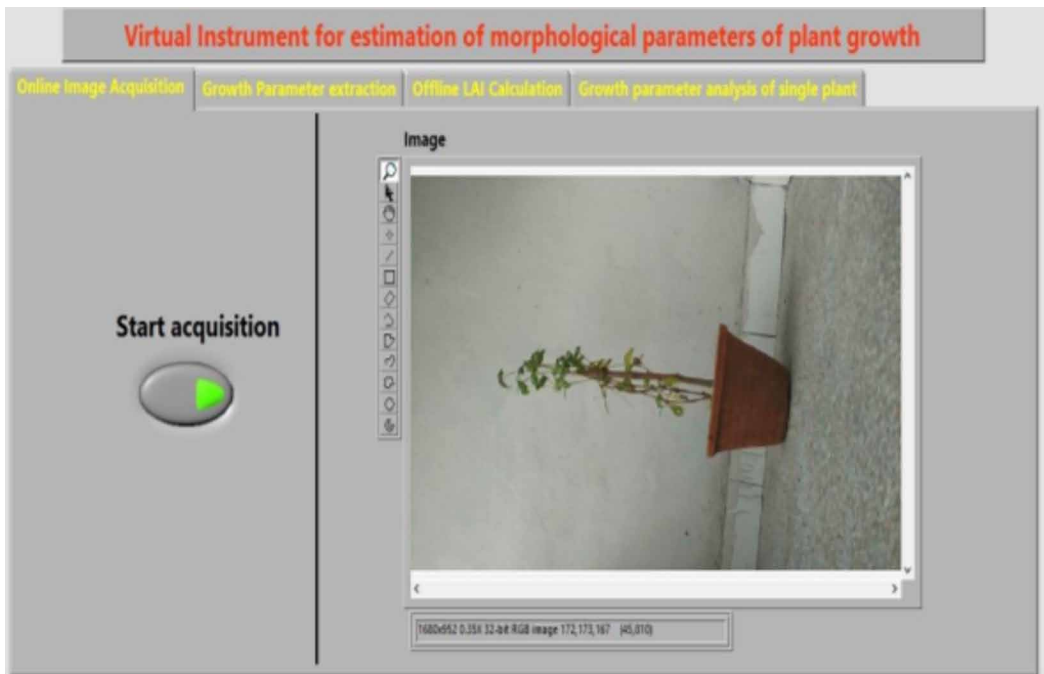 Virtual Instrument for estimation of morphological parameters of plant growth
Online Image Acquisition
Growth Parameter extraction
Offline LAI Calculation
Growth parameter analysis of single plant
Image
Start acquisition
1680x952 0.35X 32-bit RGB image 172,173,167 (45,810)